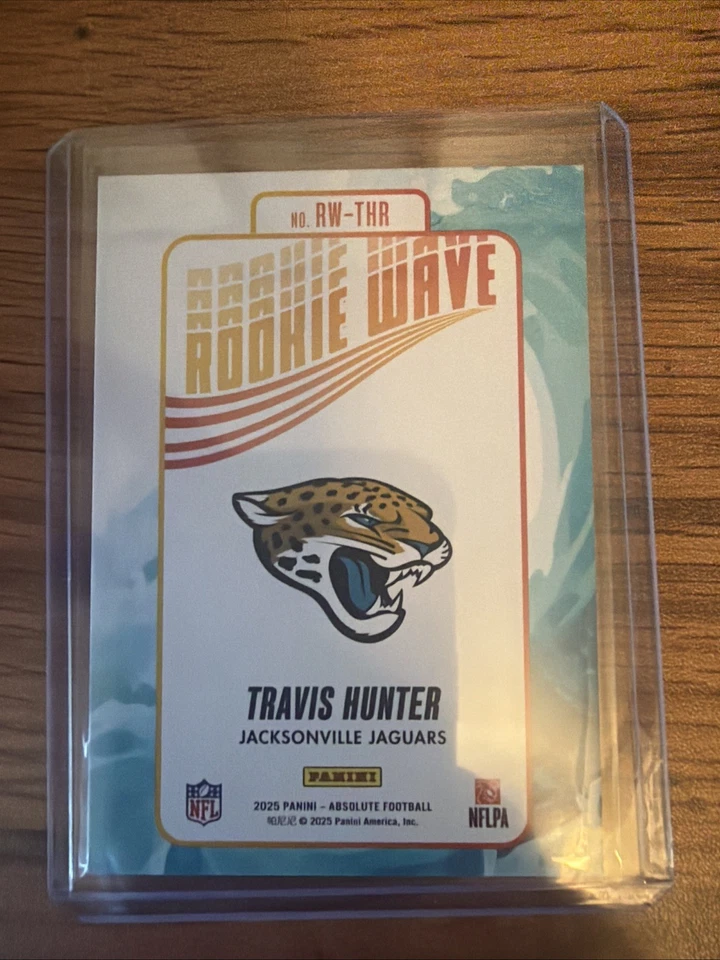 NO. RW-THR
ROOKIE WAVE
TRAVIS HUNTER
JACKSONVILLE JAGUARS
PANINI
NFL
2025 PANINI - ABSOLUTE FOOTBALL
帕尼尼 © 2025 Panini America, Inc.
NFLPA